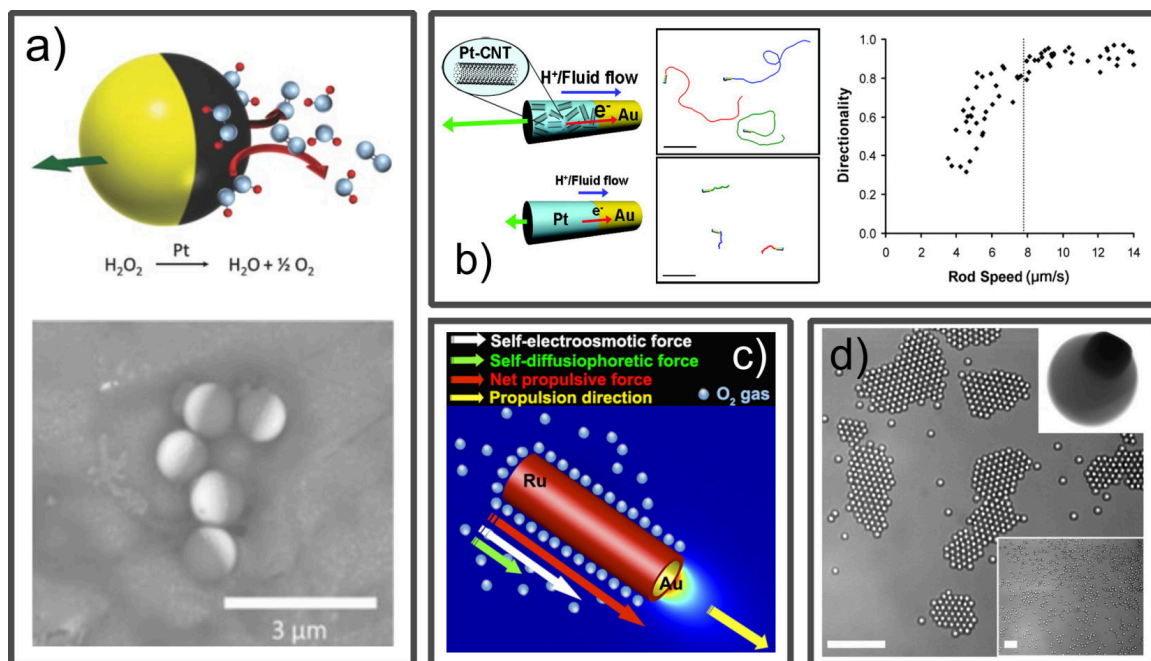 a)
H₂O₂ Pt H₂O + ½ O₂
3 µm
b)
Pt-CNT
H⁺/Fluid flow
e⁻
Au
H⁺/Fluid flow
Pt
e⁻
Au
Directionality
1.0
0.8
0.6
0.4
0.2
0.0
0 2 4 6 8 10 12 14
Rod Speed (µm/s)
c)
Self-electroosmotic force
Self-diffusiophoretic force
Net propulsive force
Propulsion direction
O₂ gas
Ru
Au
d)